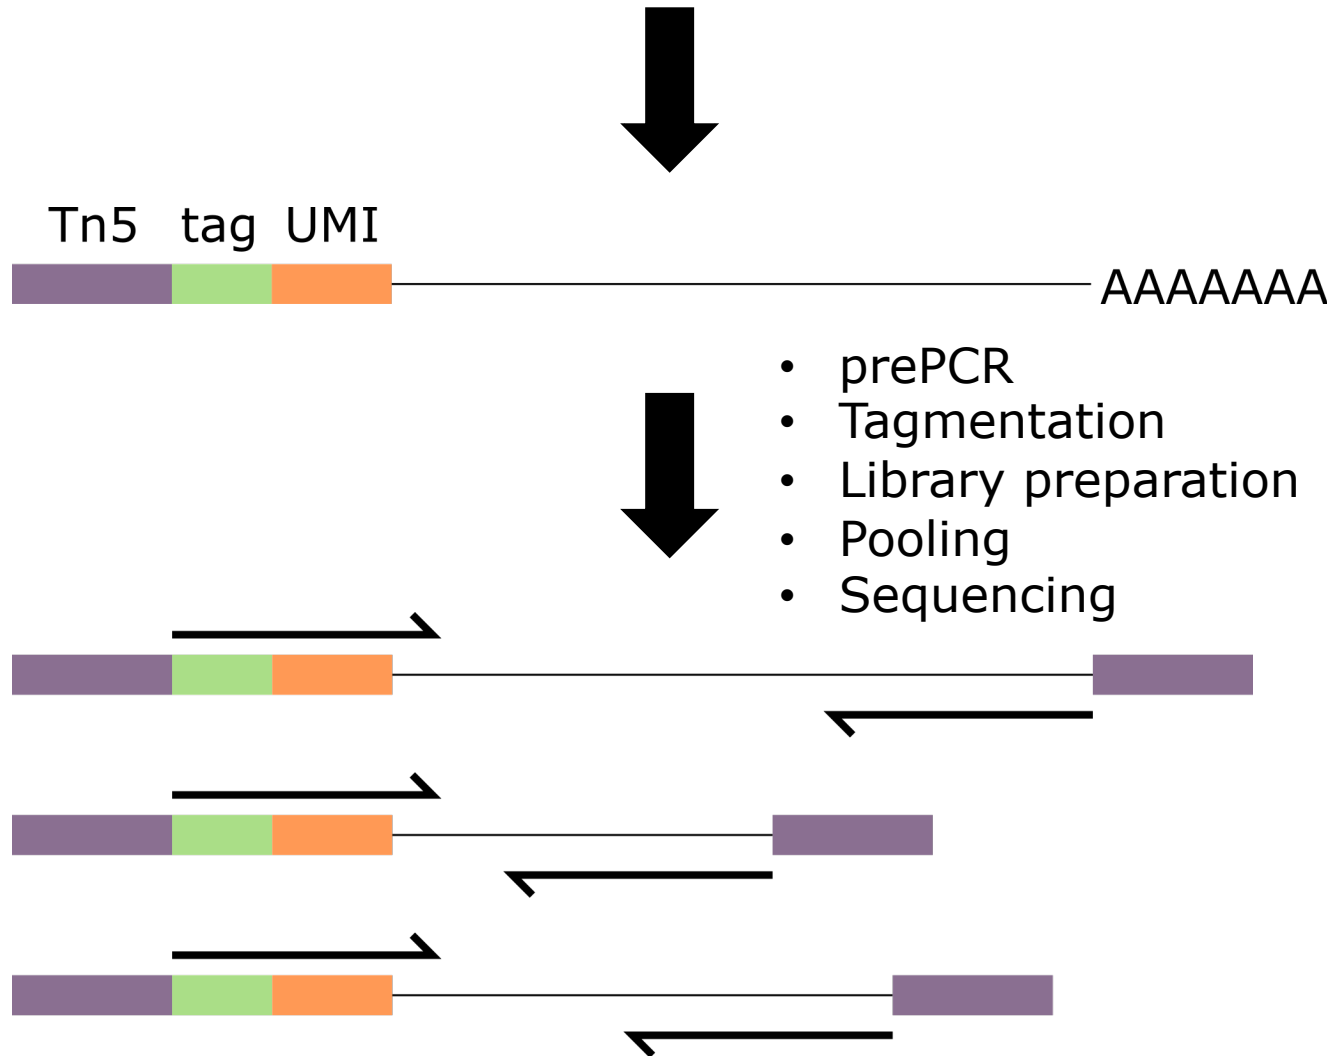 Tn5 tag UMI
AAAAAAA
• prePCR
• Tagmentation
• Library preparation
• Pooling
• Sequencing